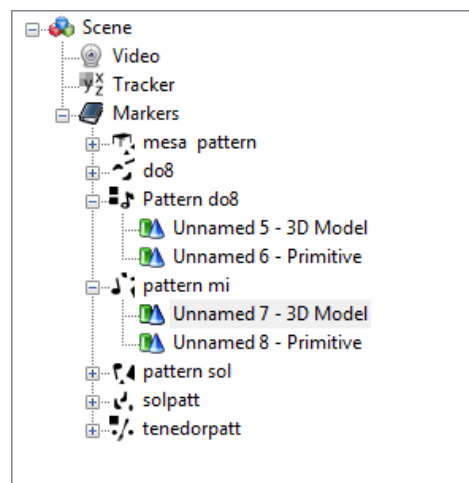 Scene
Video
Tracker
Markers
mesa pattern
do8
Pattern do8
Unnamed 5 - 3D Model
Unnamed 6 - Primitive
pattern mi
Unnamed 7 - 3D Model
Unnamed 8 - Primitive
pattern sol
solpatt
tenedorpatt